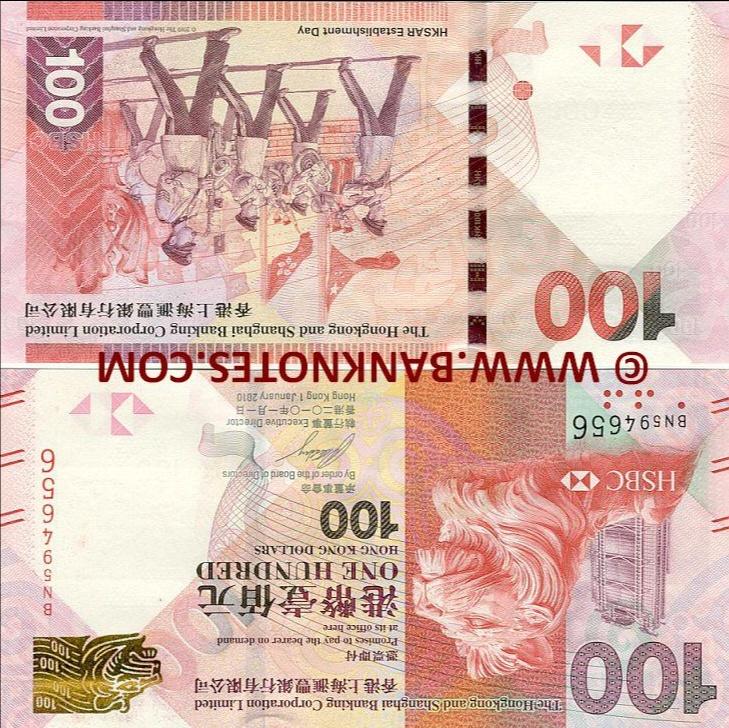 The Hongkong and Shanghai Banking Corporation Limited
香港上海滙豐銀行有限公司
憑票即付
Promises to pay the bearer on demand
at its office here
港幣壹佰元
ONE HUNDRED
HONG KONG DOLLARS
100
承董事會命
By order of the Board of Directors
執行董事 Executive Director
香港二〇一〇年一月一日
Hong Kong 1 January 2010
100
HSBC
BN594656
BN594656
100
100
100
© WWW.BANKNOTES.COM
The Hongkong and Shanghai Banking Corporation Limited
香港上海滙豐銀行有限公司
100
HK100
HSBC
100
HKSAR Establishment Day
© 2009 The Hongkong and Shanghai Banking Corporation Limited